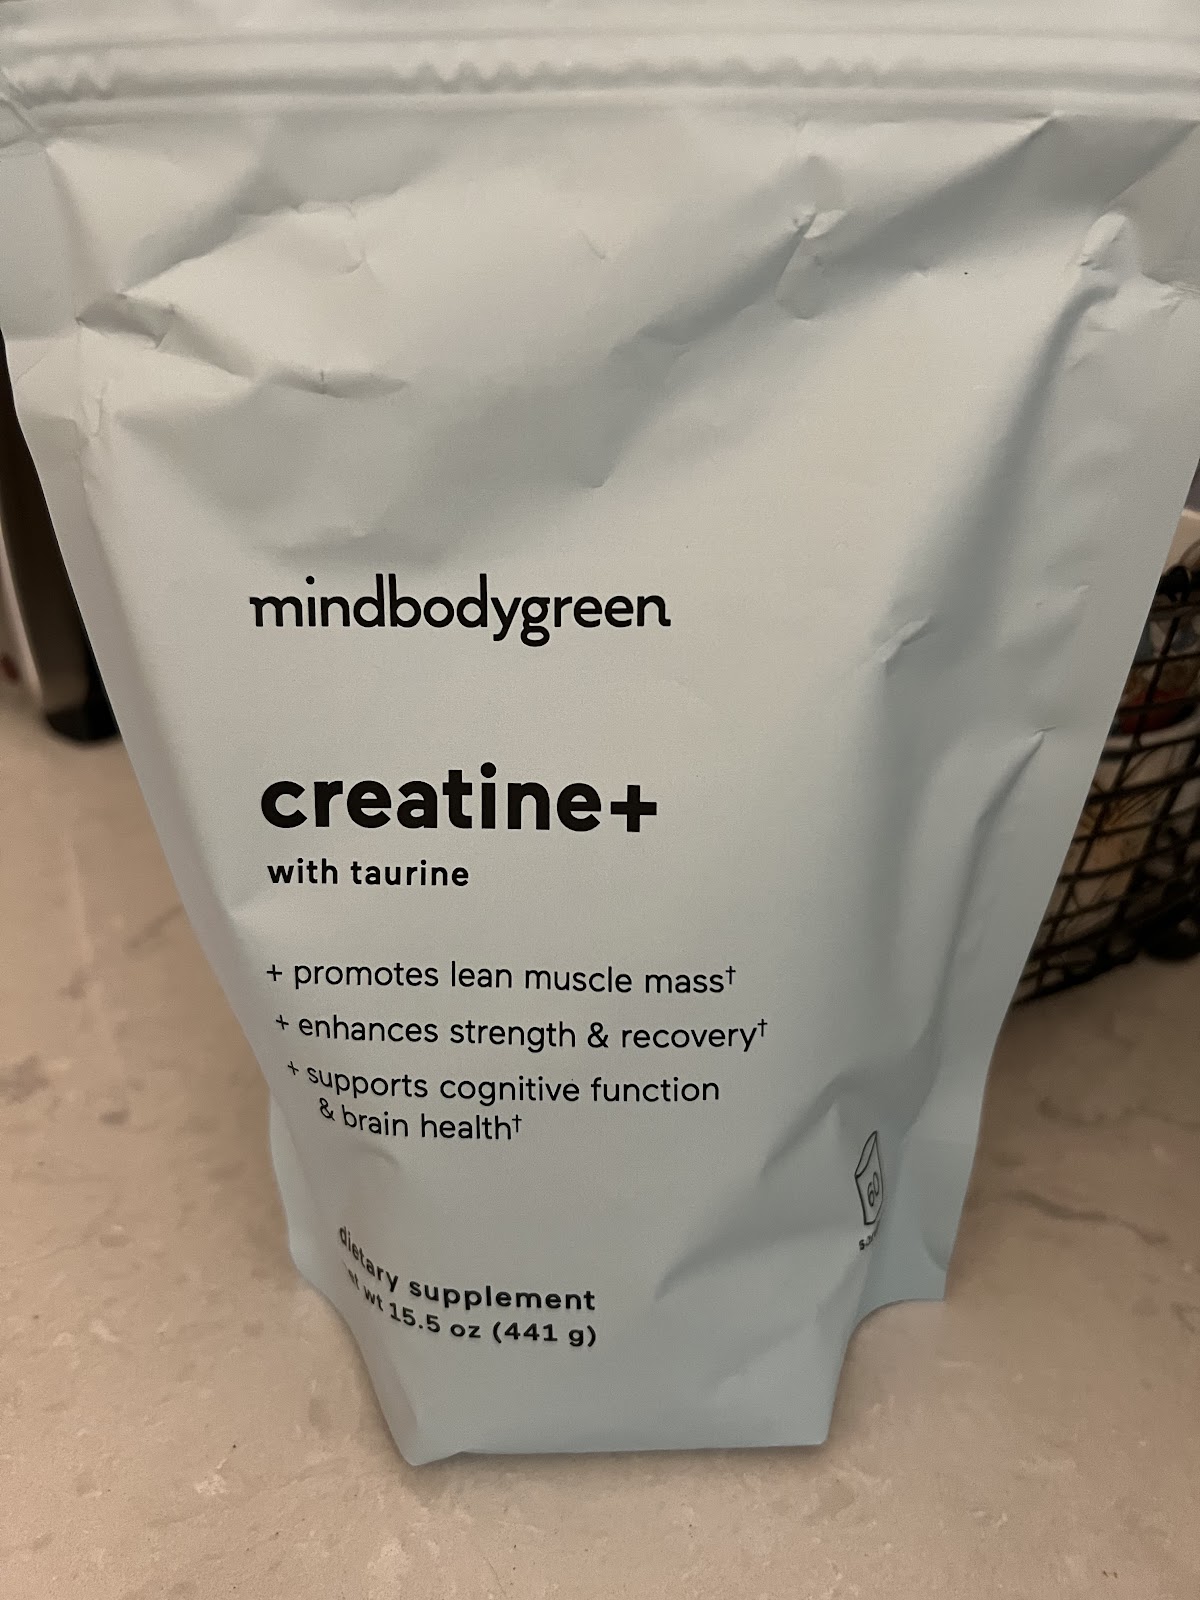 mindbodygreen
creatine+
with taurine
+ promotes lean muscle mass†
+ enhances strength & recovery†
+ supports cognitive function
& brain health†
60
dietary supplement
wt 15.5 oz (441 g)